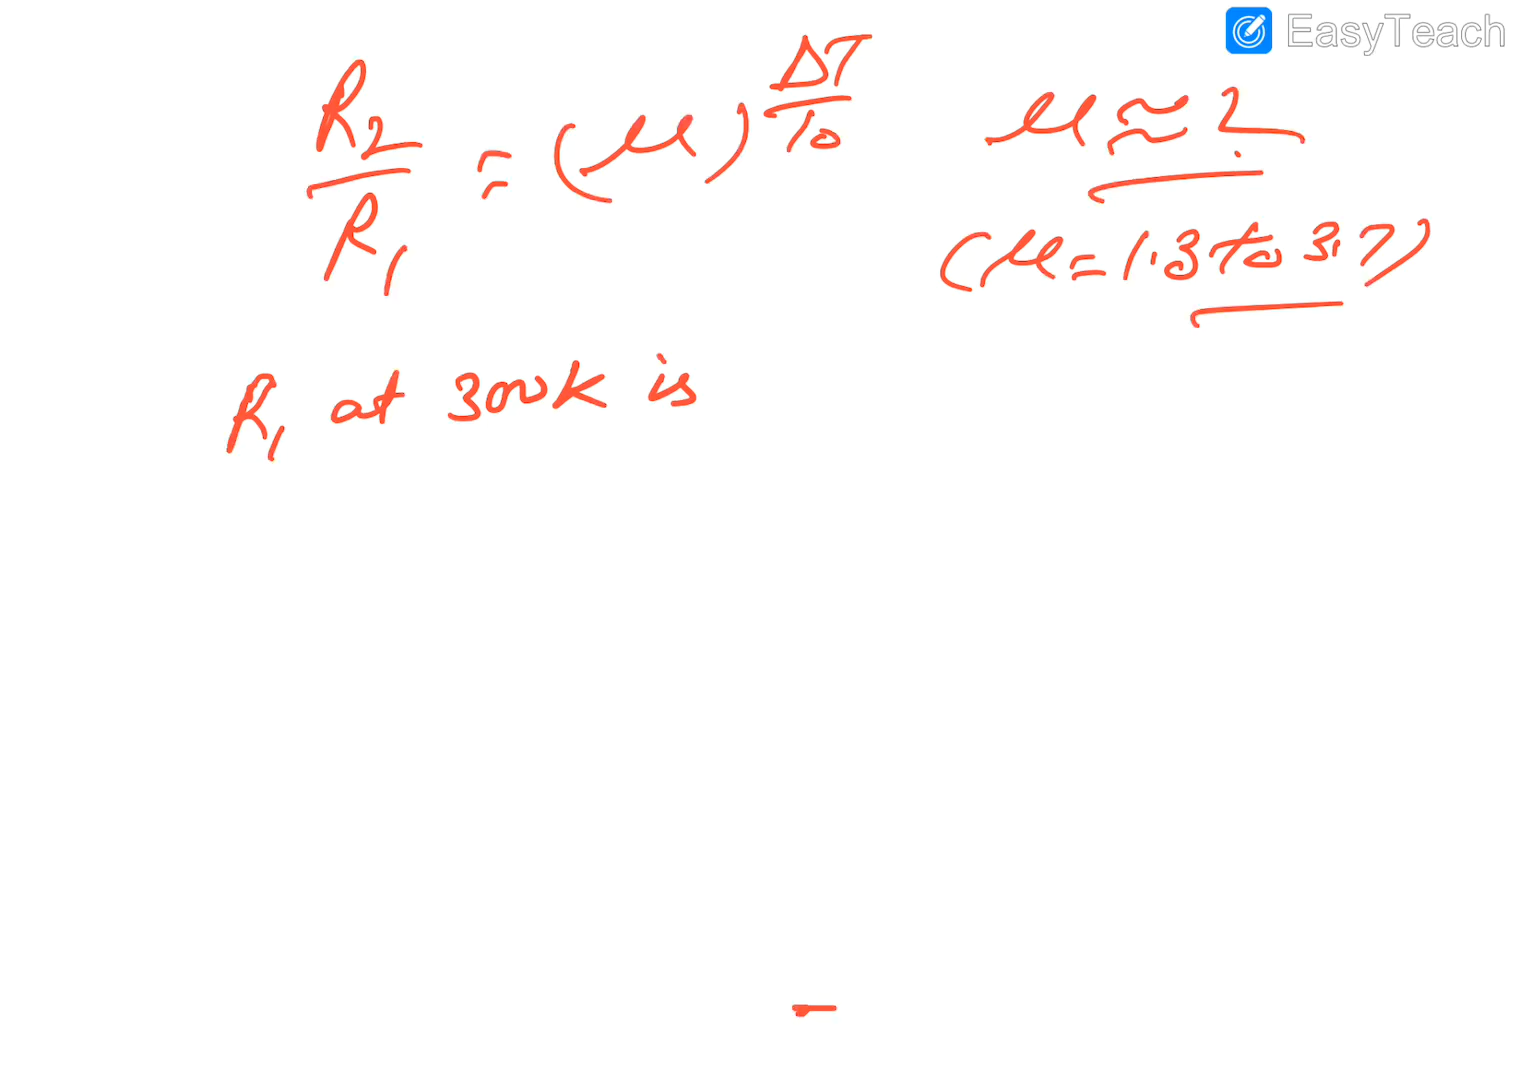 EasyTeach
R2/R1 = (μ)^ΔT/10 μ ≈ 2
(μ = 1.3 to 3.7)
R1 at 300K is